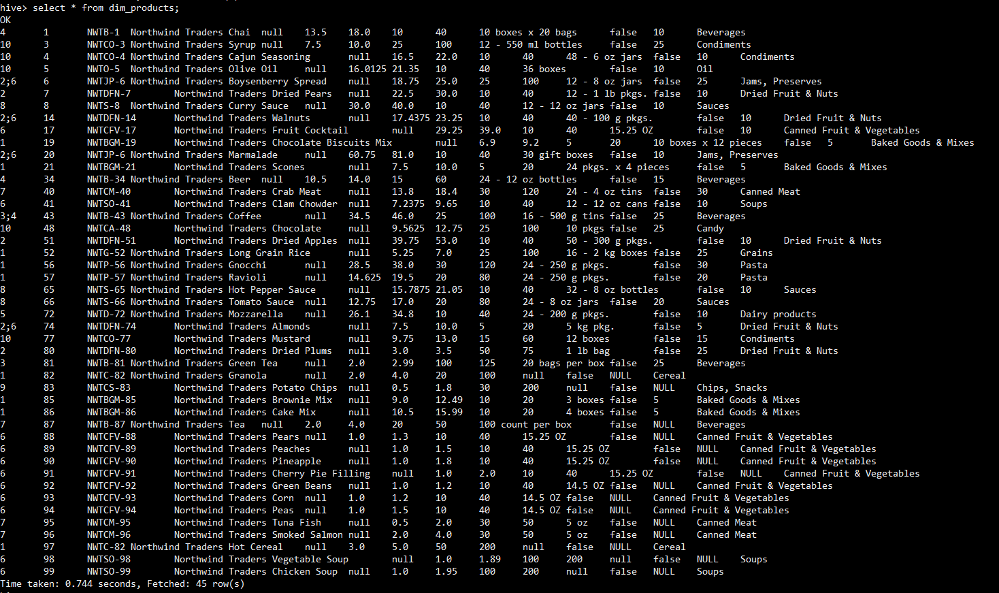 hive> select * from dim_products;
OK
4	1	NWTB-1	Northwind Traders Chai	null	13.5	18.0	10	40	10 boxes x 20 bags	false	10	Beverages
10	3	NWTCO-3	Northwind Traders Syrup	null	7.5	10.0	25	100	12 - 550 ml bottles	false	25	Condiments
10	4	NWTCO-4	Northwind Traders Cajun Seasoning	null	16.5	22.0	10	40	48 - 6 oz jars	false	10	Condiments
10	5	NWTO-5	Northwind Traders Olive Oil	null	16.0125	21.35	10	40	36 boxes	false	10	Oil
2;6	6	NWTJP-6	Northwind Traders Boysenberry Spread	null	18.75	25.0	25	100	12 - 8 oz jars	false	25	Jams, Preserves
2	7	NWTDFN-7	Northwind Traders Dried Pears	null	22.5	30.0	10	40	12 - 1 lb pkgs.	false	10	Dried Fruit & Nuts
8	8	NWTS-8	Northwind Traders Curry Sauce	null	30.0	40.0	10	40	12 - 12 oz jars	false	10	Sauces
2;6	14	NWTDFN-14	Northwind Traders Walnuts	null	17.4375	23.25	10	40	40 - 100 g pkgs.	false	10	Dried Fruit & Nuts
6	17	NWTCFV-17	Northwind Traders Fruit Cocktail	null	29.25	39.0	10	40	15.25 OZ	false	10	Canned Fruit & Vegetables
1	19	NWTBGM-19	Northwind Traders Chocolate Biscuits Mix	null	6.9	9.2	5	20	10 boxes x 12 pieces	false	5	Baked Goods & Mixes
2;6	20	NWTJP-6	Northwind Traders Marmalade	null	60.75	81.0	10	40	30 gift boxes	false	10	Jams, Preserves
1	21	NWTBGM-21	Northwind Traders Scones	null	7.5	10.0	5	20	24 pkgs. x 4 pieces	false	5	Baked Goods & Mixes
4	34	NWTB-34	Northwind Traders Beer	null	10.5	14.0	15	60	24 - 12 oz bottles	false	15	Beverages
7	40	NWTCM-40	Northwind Traders Crab Meat	null	13.8	18.4	30	120	24 - 4 oz tins	false	30	Canned Meat
6	41	NWTSO-41	Northwind Traders Clam Chowder	null	7.2375	9.65	10	40	12 - 12 oz cans	false	10	Soups
3;4	43	NWTB-43	Northwind Traders Coffee	null	34.5	46.0	25	100	16 - 500 g tins	false	25	Beverages
10	48	NWTCA-48	Northwind Traders Chocolate	null	9.5625	12.75	25	100	10 pkgs	false	25	Candy
2	51	NWTDFN-51	Northwind Traders Dried Apples	null	39.75	53.0	10	40	50 - 300 g pkgs.	false	10	Dried Fruit & Nuts
1	52	NWTG-52	Northwind Traders Long Grain Rice	null	5.25	7.0	25	100	16 - 2 kg boxes	false	25	Grains
1	56	NWTP-56	Northwind Traders Gnocchi	null	28.5	38.0	30	120	24 - 250 g pkgs.	false	30	Pasta
1	57	NWTP-57	Northwind Traders Ravioli	null	14.625	19.5	20	80	24 - 250 g pkgs.	false	20	Pasta
8	65	NWTS-65	Northwind Traders Hot Pepper Sauce	null	15.7875	21.05	10	40	32 - 8 oz bottles	false	10	Sauces
8	66	NWTS-66	Northwind Traders Tomato Sauce	null	12.75	17.0	20	80	24 - 8 oz jars	false	20	Sauces
5	72	NWTD-72	Northwind Traders Mozzarella	null	26.1	34.8	10	40	24 - 200 g pkgs.	false	10	Dairy products
2;6	74	NWTDFN-74	Northwind Traders Almonds	null	7.5	10.0	5	20	5 kg pkg.	false	5	Dried Fruit & Nuts
10	77	NWTCO-77	Northwind Traders Mustard	null	9.75	13.0	15	60	12 boxes	false	15	Condiments
2	80	NWTDFN-80	Northwind Traders Dried Plums	null	3.0	3.5	50	75	1 lb bag	false	25	Dried Fruit & Nuts
3	81	NWTB-81	Northwind Traders Green Tea	null	2.0	2.99	100	125	20 bags per box	false	25	Beverages
1	82	NWTC-82	Northwind Traders Granola	null	2.0	4.0	20	100	null	false	NULL	Cereal
9	83	NWTCS-83	Northwind Traders Potato Chips	null	0.5	1.8	30	200	null	false	NULL	Chips, Snacks
1	85	NWTBGM-85	Northwind Traders Brownie Mix	null	9.0	12.49	10	20	3 boxes	false	5	Baked Goods & Mixes
1	86	NWTBGM-86	Northwind Traders Cake Mix	null	10.5	15.99	10	20	4 boxes	false	5	Baked Goods & Mixes
7	87	NWTB-87	Northwind Traders Tea	null	2.0	4.0	20	50	100 count per box	false	NULL	Beverages
6	88	NWTCFV-88	Northwind Traders Pears	null	1.0	1.3	10	40	15.25 OZ	false	NULL	Canned Fruit & Vegetables
6	89	NWTCFV-89	Northwind Traders Peaches	null	1.0	1.5	10	40	15.25 OZ	false	NULL	Canned Fruit & Vegetables
6	90	NWTCFV-90	Northwind Traders Pineapple	null	1.0	1.8	10	40	15.25 OZ	false	NULL	Canned Fruit & Vegetables
6	91	NWTCFV-91	Northwind Traders Cherry Pie Filling	null	1.0	2.0	10	40	15.25 OZ	false	NULL	Canned Fruit & Vegetables
6	92	NWTCFV-92	Northwind Traders Green Beans	null	1.0	1.2	10	40	14.5 OZ	false	NULL	Canned Fruit & Vegetables
6	93	NWTCFV-93	Northwind Traders Corn	null	1.0	1.2	10	40	14.5 OZ	false	NULL	Canned Fruit & Vegetables
6	94	NWTCFV-94	Northwind Traders Peas	null	1.0	1.5	10	40	14.5 OZ	false	NULL	Canned Fruit & Vegetables
7	95	NWTCM-95	Northwind Traders Tuna Fish	null	0.5	2.0	30	50	5 oz	false	NULL	Canned Meat
7	96	NWTCM-96	Northwind Traders Smoked Salmon	null	2.0	4.0	30	50	5 oz	false	NULL	Canned Meat
1	97	NWTC-82	Northwind Traders Hot Cereal	null	3.0	5.0	50	200	null	false	NULL	Cereal
6	98	NWTSO-98	Northwind Traders Vegetable Soup	null	1.0	1.89	100	200	null	false	NULL	Soups
6	99	NWTSO-99	Northwind Traders Chicken Soup	null	1.0	1.95	100	200	null	false	NULL	Soups
Time taken: 0.744 seconds, Fetched: 45 row(s)